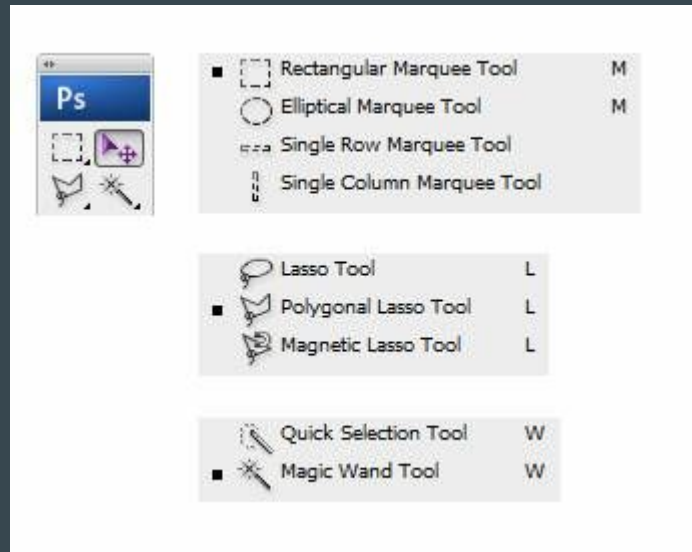 Ps
Rectangular Marquee Tool M
Elliptical Marquee Tool M
Single Row Marquee Tool
Single Column Marquee Tool
Lasso Tool L
Polygonal Lasso Tool L
Magnetic Lasso Tool L
Quick Selection Tool W
Magic Wand Tool W